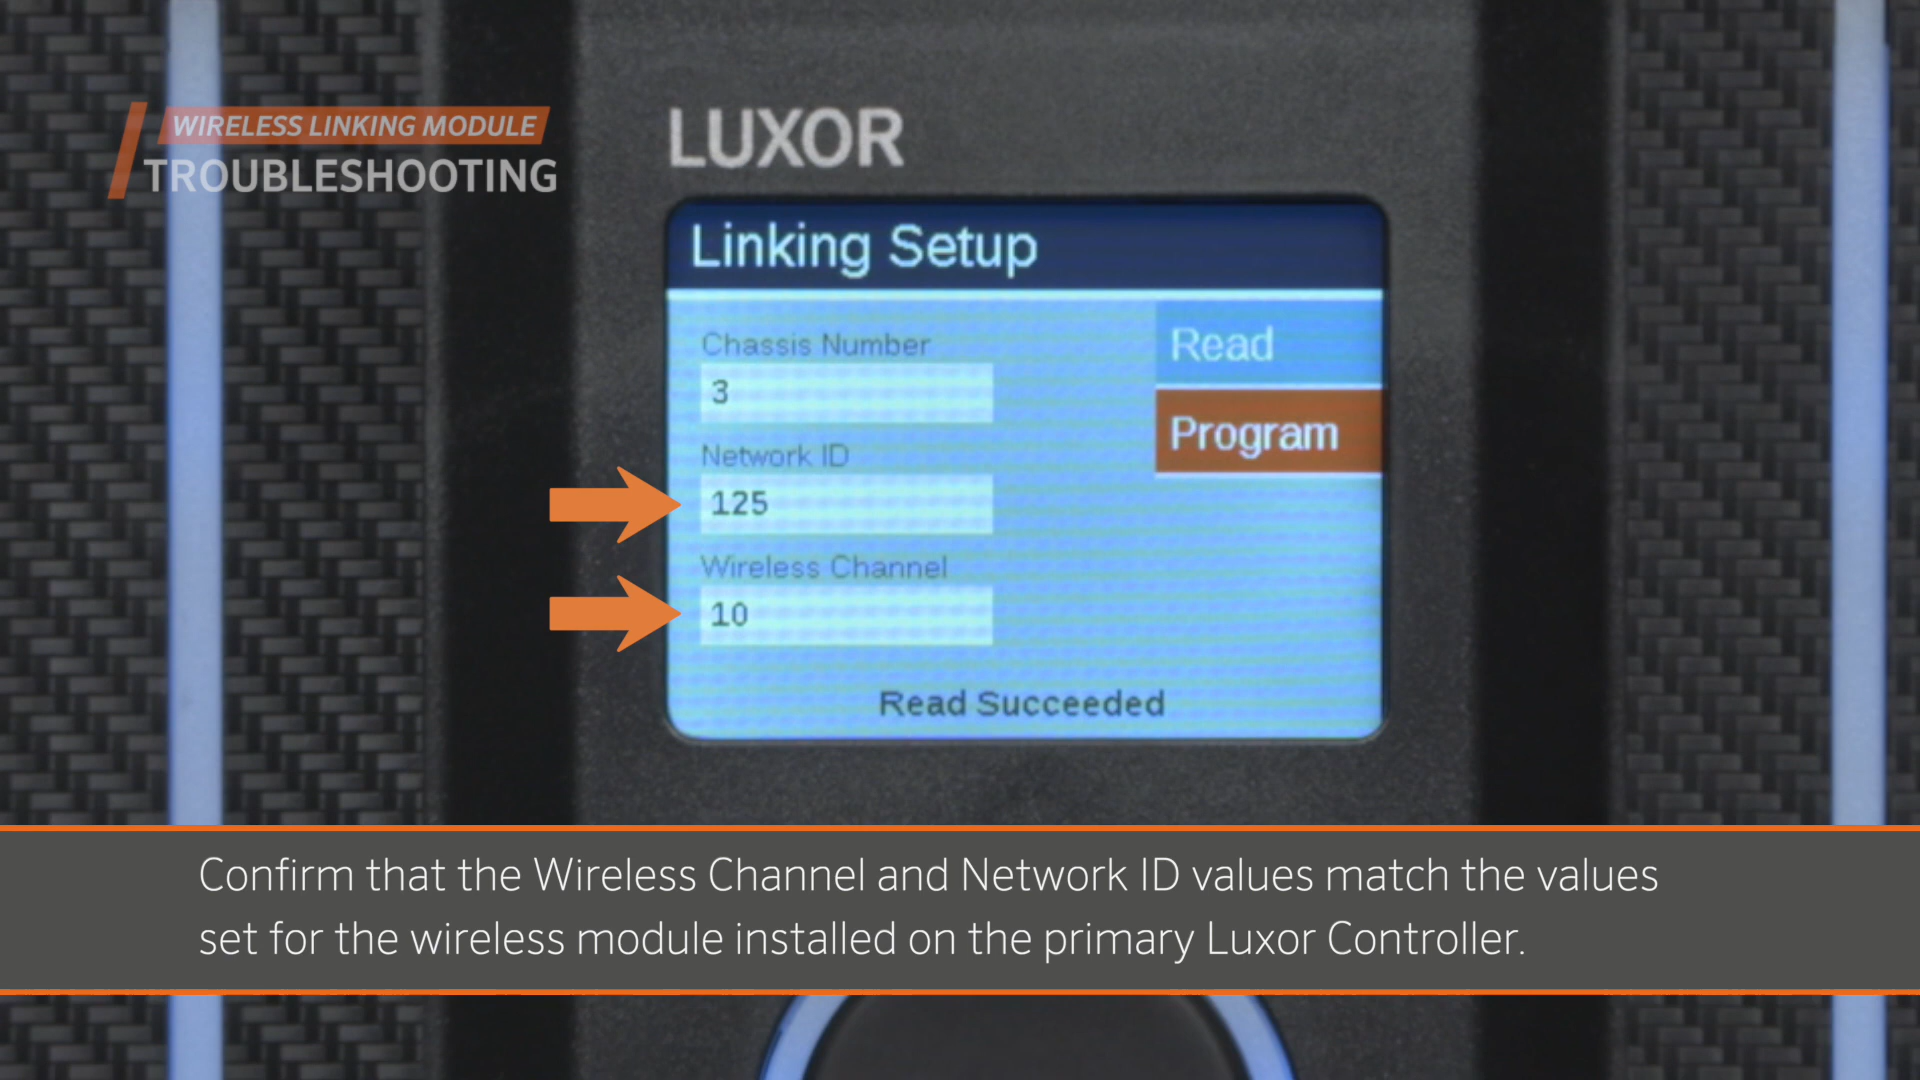 WIRELESS LINKING MODULE
TROUBLESHOOTING
LUXOR
Linking Setup
Chassis Number
3
Network ID
125
Wireless Channel
10
Read
Program
Read Succeeded
Confirm that the Wireless Channel and Network ID values match the values
set for the wireless module installed on the primary Luxor Controller.